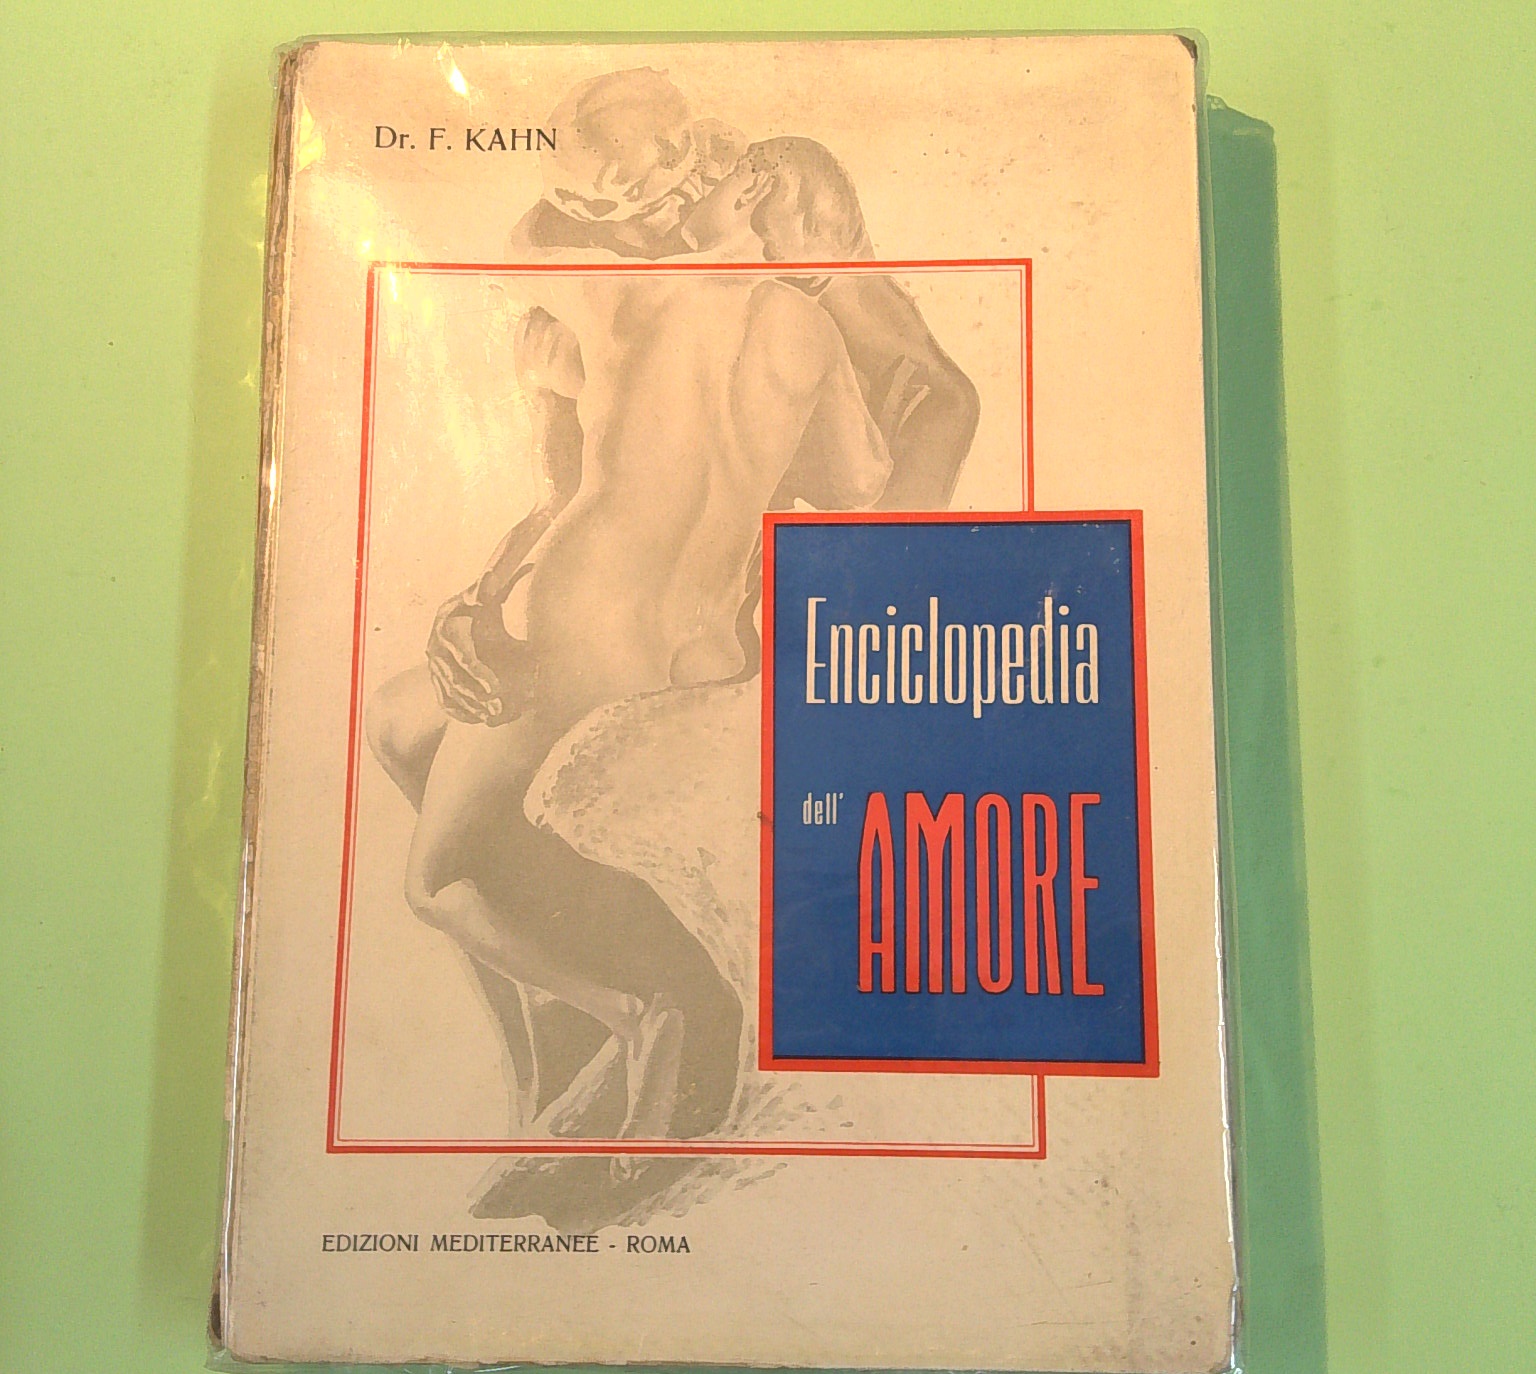 Dr. F. KAHN
Enciclopedia
dell' AMORE
EDIZIONI MEDITERRANEE - ROMA